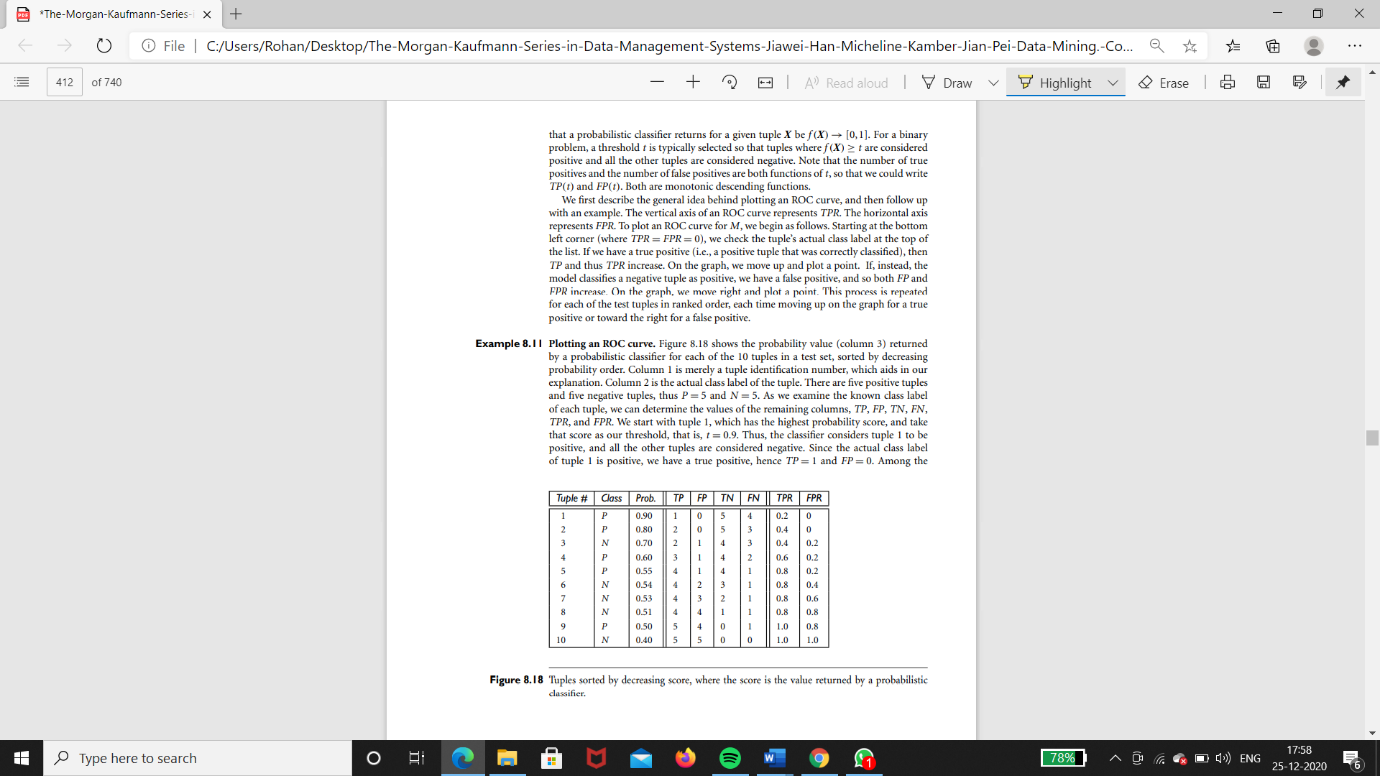 *The-Morgan-Kaufmann-Series-
File | C:/Users/Rohan/Desktop/The-Morgan-Kaufmann-Series-in-Data-Management-Systems-Jiawei-Han-Micheline-Kamber-Jian-Pei-Data-Mining.-Co...
412 of 740 Read aloud Draw Highlight Erase
that a probabilistic classifier returns for a given tuple X be f(X) → [0,1]. For a binary
problem, a threshold t is typically selected so that tuples where f(X) ≥ t are considered
positive and all the other tuples are considered negative. Note that the number of true
positives and the number of false positives are both functions of t, so that we could write
TP(t) and FP(t). Both are monotonic descending functions.
We first describe the general idea behind plotting an ROC curve, and then follow up
with an example. The vertical axis of an ROC curve represents TPR. The horizontal axis
represents FPR. To plot an ROC curve for M, we begin as follows. Starting at the bottom
left corner (where TPR = FPR = 0), we check the tuple's actual class label at the top of
the list. If we have a true positive (i.e., a positive tuple that was correctly classified), then
TP and thus TPR increase. On the graph, we move up and plot a point. If, instead, the
model classifies a negative tuple as positive, we have a false positive, and so both FP and
FPR increase. On the graph, we move right and plot a point. This process is repeated
for each of the test tuples in ranked order, each time moving up on the graph for a true
positive or toward the right for a false positive.
Example 8.11 Plotting an ROC curve. Figure 8.18 shows the probability value (column 3) returned
by a probabilistic classifier for each of the 10 tuples in a test set, sorted by decreasing
probability order. Column 1 is merely a tuple identification number, which aids in our
explanation. Column 2 is the actual class label of the tuple. There are five positive tuples
and five negative tuples, thus P = 5 and N = 5. As we examine the known class label
of each tuple, we can determine the values of the remaining columns, TP, FP, TN, FN,
TPR, and FPR. We start with tuple 1, which has the highest probability score, and take
that score as our threshold, that is, t = 0.9. Thus, the classifier considers tuple 1 to be
positive, and all the other tuples are considered negative. Since the actual class label
of tuple 1 is positive, we have a true positive, hence TP = 1 and FP = 0. Among the
Tuple # Class Prob. TP FP TN FN TPR FPR
1 P 0.90 1 0 5 4 0.2 0
2 P 0.80 2 0 5 3 0.4 0
3 N 0.70 2 1 4 3 0.4 0.2
4 P 0.60 3 1 4 2 0.6 0.2
5 P 0.55 4 1 4 1 0.8 0.2
6 N 0.54 4 2 3 1 0.8 0.4
7 N 0.53 4 3 2 1 0.8 0.6
8 N 0.51 4 4 1 1 0.8 0.8
9 P 0.50 5 4 0 1 1.0 0.8
10 N 0.40 5 5 0 0 1.0 1.0
Figure 8.18 Tuples sorted by decreasing score, where the score is the value returned by a probabilistic
classifier.
Type here to search 78% ENG 17:58
25-12-2020 6